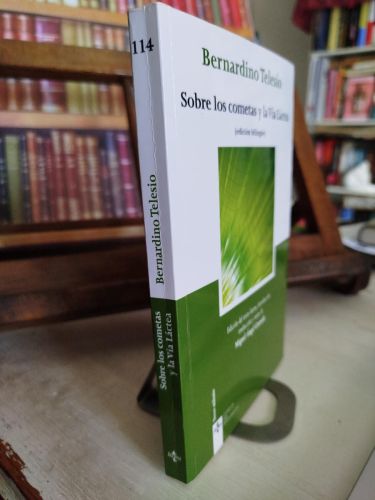 114
Bernardino Telesio
Sobre los cometas
y la Vía Láctea
Bernardino Telesio
Sobre los cometas y la Vía Láctea
(edición bilingüe)
Miguel